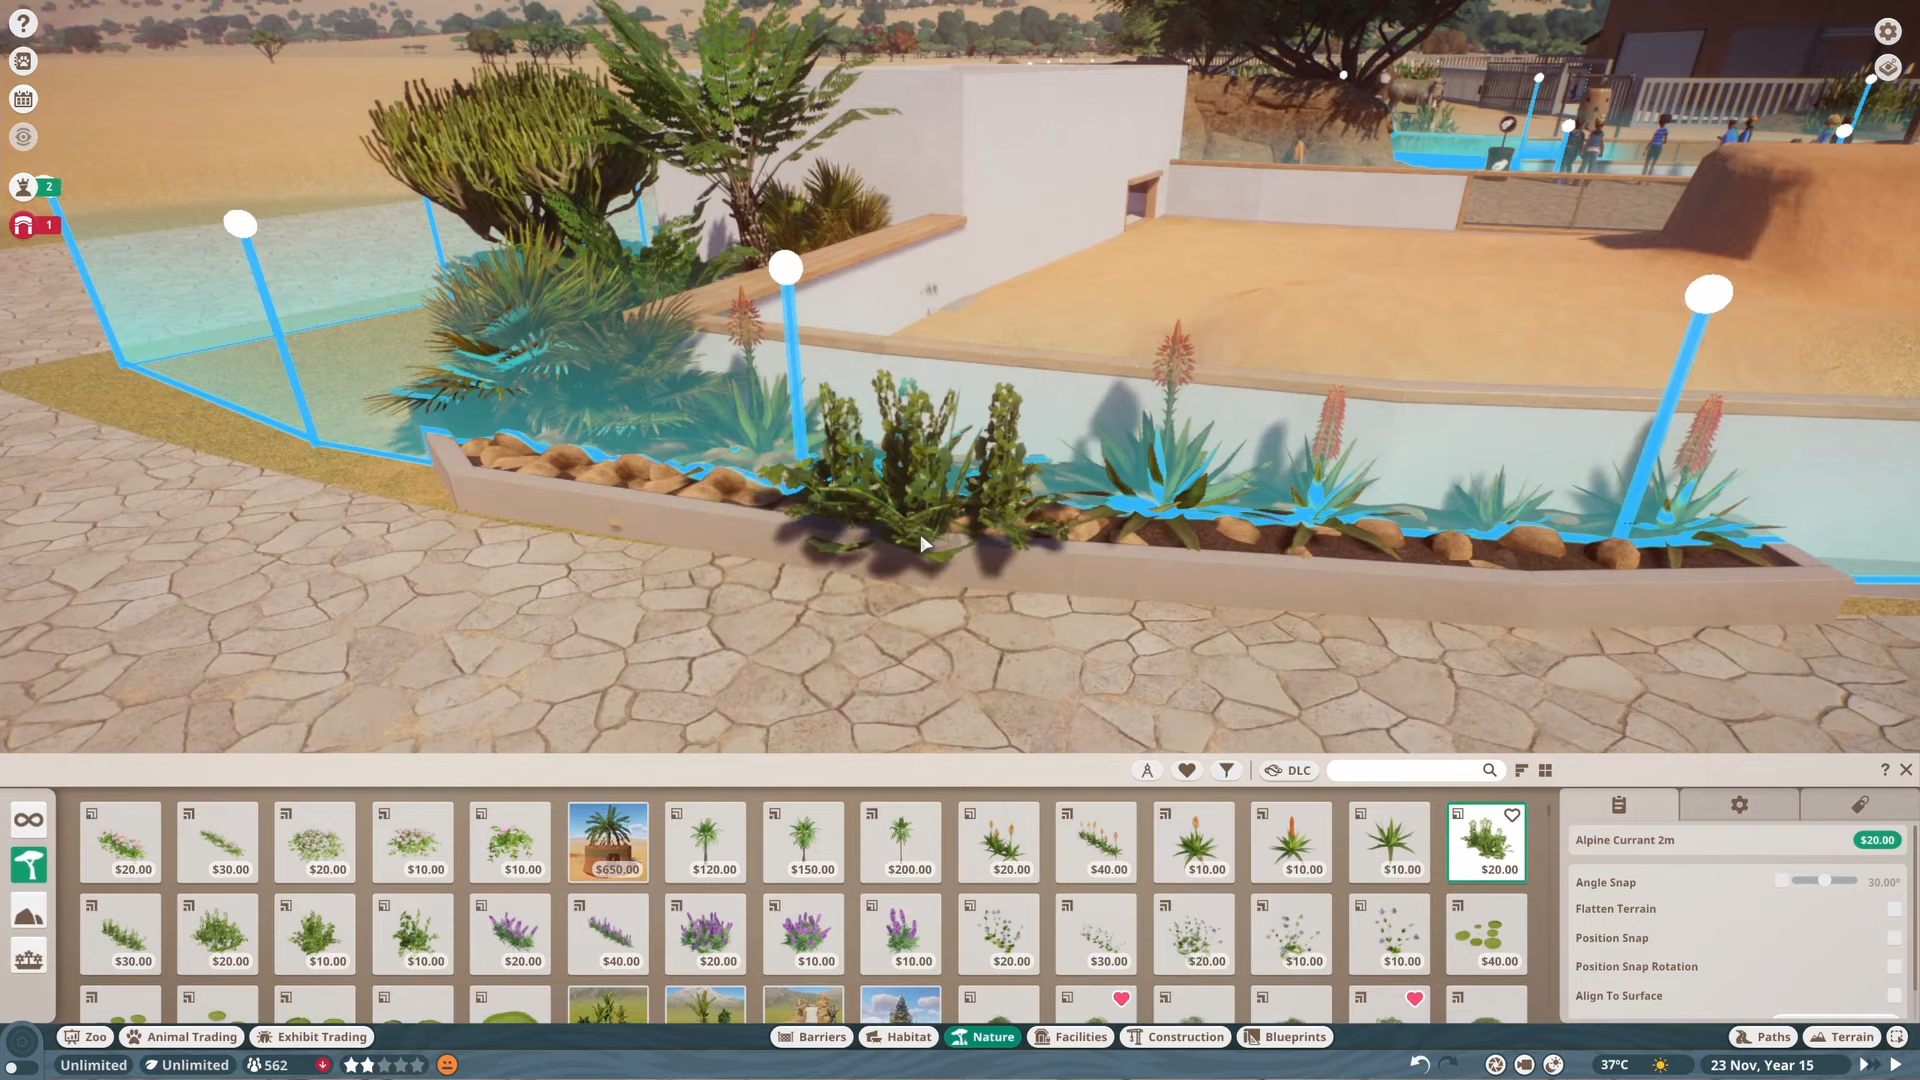 ?
2
1
DLC
?
$20.00
$30.00
$20.00
$10.00
$10.00
$650.00
$120.00
$150.00
$200.00
$20.00
$40.00
$10.00
$10.00
$10.00
$20.00
$30.00
$20.00
$10.00
$10.00
$20.00
$40.00
$20.00
$10.00
$10.00
$20.00
$30.00
$20.00
$10.00
$10.00
$40.00
Alpine Currant 2m
$20.00
Angle Snap
30.00°
Flatten Terrain
Position Snap
Position Snap Rotation
Align To Surface
Zoo
Animal Trading
Exhibit Trading
Barriers
Habitat
Nature
Facilities
Construction
Blueprints
Paths
Terrain
Unlimited
Unlimited
562
37°C
23 Nov, Year 15